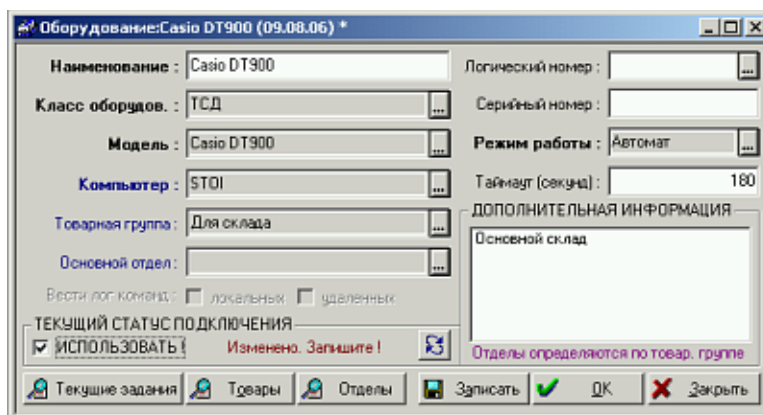 Оборудование:Casio DT900 (09.08.06) *
Наименование : Casio DT900
Класс оборудов. : ТСД ...
Модель : Casio DT900 ...
Компьютер : STOI ...
Товарная группа : Для склада ...
Основной отдел : ...
Вести лог команд : локальных удаленных
ТЕКУЩИЙ СТАТУС ПОДКЛЮЧЕНИЯ
ИСПОЛЬЗОВАТЬ ! Изменено. Запишите !
Логический номер : ...
Серийный номер :
Режим работы : Автомат ...
Таймаут (секунд) : 180
ДОПОЛНИТЕЛЬНАЯ ИНФОРМАЦИЯ
Основной склад
Отделы определяются по товар. группе
Текущие задания Товары Отделы Записать OK Закрыть